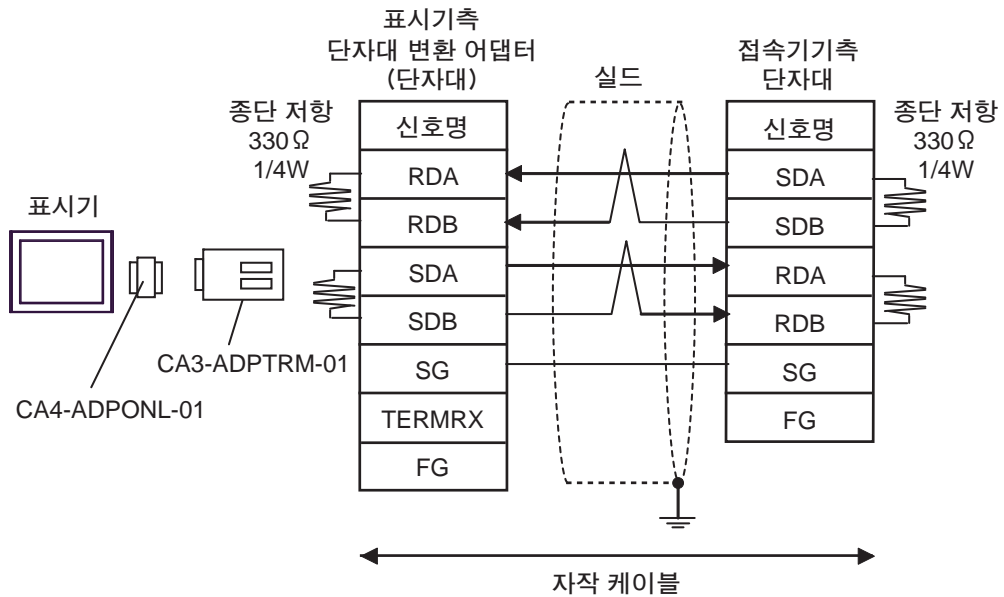 표시기측
단자대 변환 어댑터
(단자대)
실드
접속기기측
단자대
종단 저항
330Ω
1/4W
종단 저항
330Ω
1/4W
신호명
RDA
RDB
SDA
SDB
SG
TERMRX
FG
신호명
SDA
SDB
RDA
RDB
SG
FG
표시기
CA3-ADPTRM-01
CA4-ADPONL-01
자작 케이블